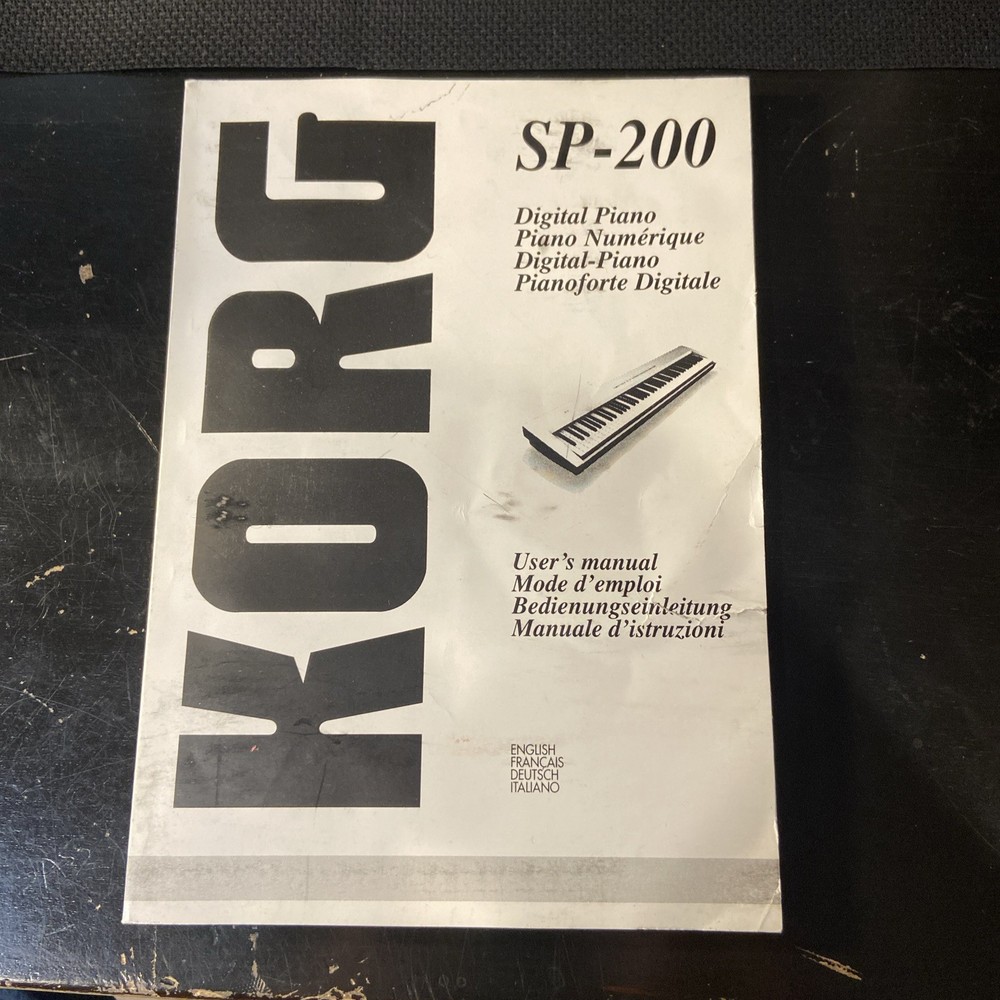 KORG
SP-200
Digital Piano
Piano Numérique
Digital-Piano
Pianoforte Digitale
User's manual
Mode d'emploi
Bedienungseinleitung
Manuale d'istruzioni
ENGLISH
FRANÇAIS
DEUTSCH
ITALIANO